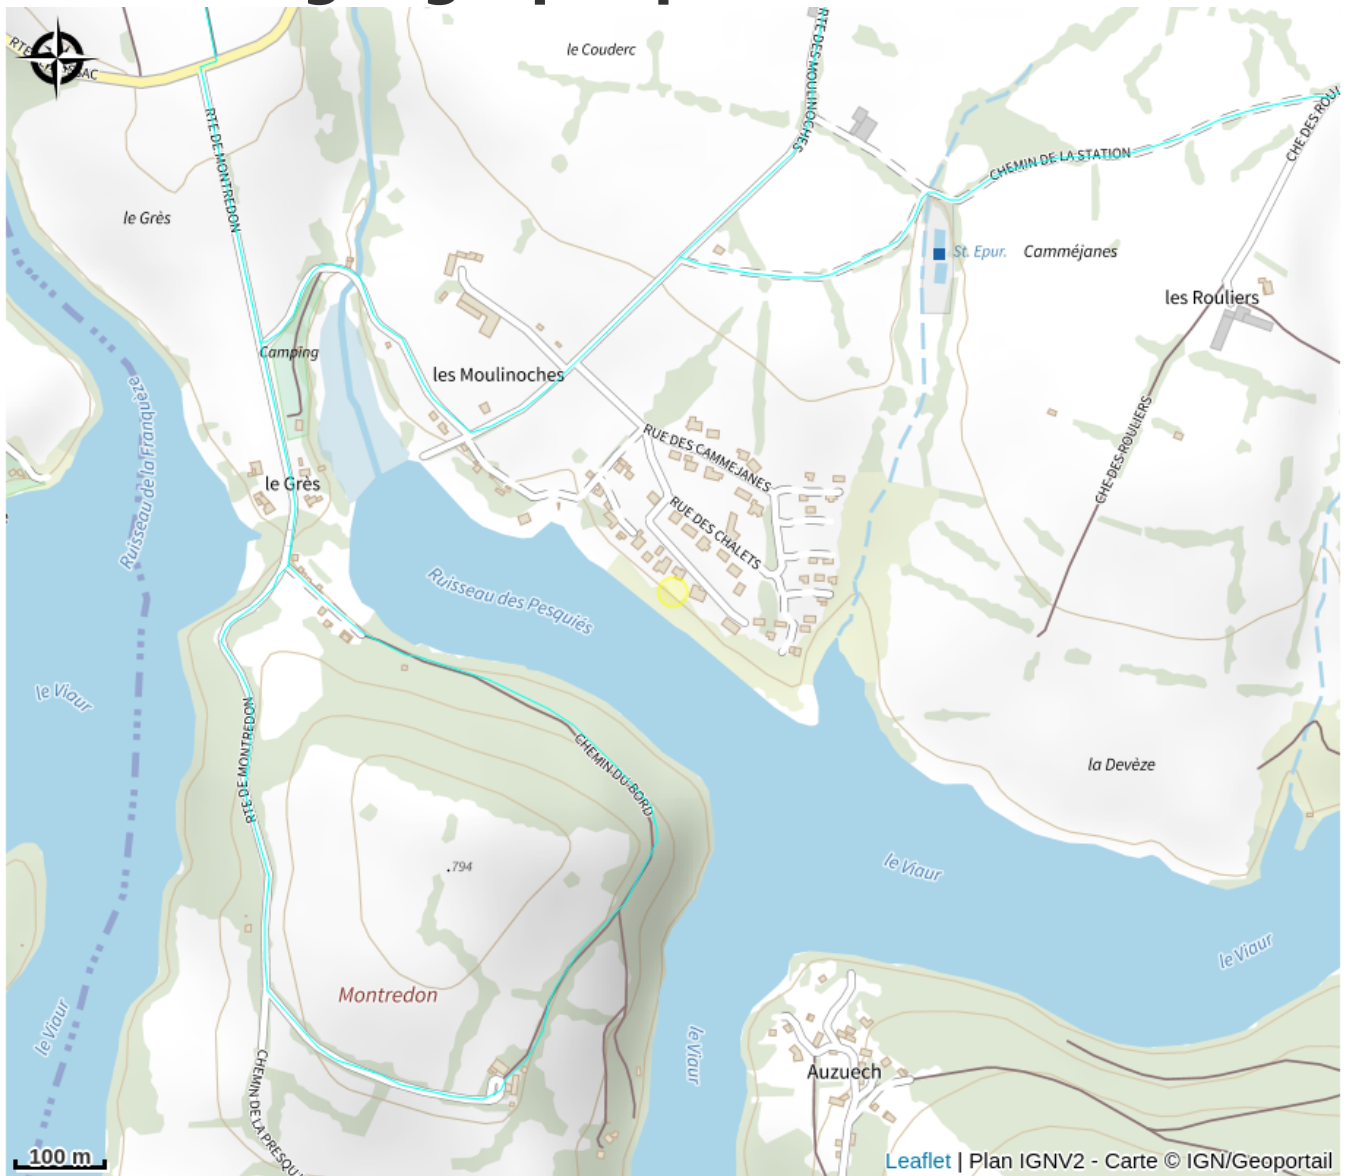 le Couderc
RTE DES MOULINOCHES
RTE DE MONTREDON
CHE DES ROU
CHEMIN DE LA STATION
le Grès
St. Epur.
Camméjanes
les Rouliers
Camping
les Moulinoches
Ruisseau de la Franquèze
CHE DES ROULIERS
RUE DES CAMMEJANES
le Grès
RUE DES CHALETS
Ruisseau des Pesquiés
le Viaur
RTE DE MONTREDON
CHEMIN DU BORD
la Devèze
794
le Viaur
le Viaur
Montredon
le Viaur
le Viaur
Auzuech
CHEMIN DE LA PRESQU
100 m
Leaflet | Plan IGNV2 - Carte © IGN/Geoportail